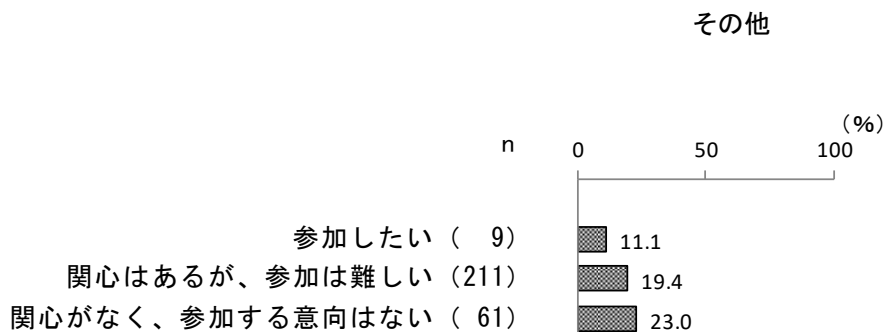 その他
(%)
n 0 50 100
参加したい（　9） 11.1
関心はあるが、参加は難しい（211） 19.4
関心がなく、参加する意向はない（ 61） 23.0